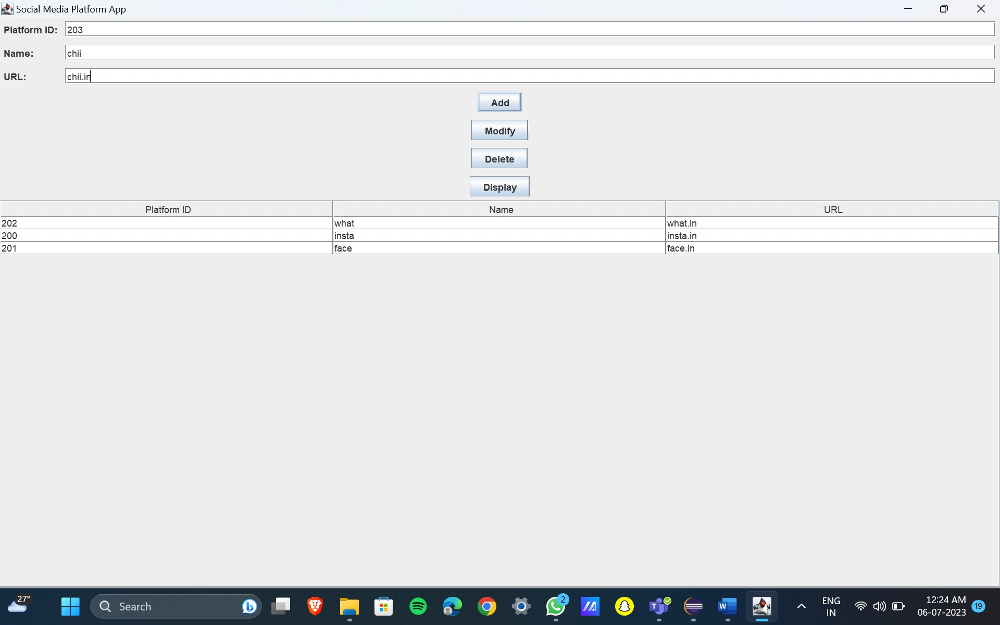 Social Media Platform App
Platform ID: 203
Name: chii
URL: chii.in
Add
Modify
Delete
Display
Platform ID Name URL
202 what what.in
200 insta insta.in
201 face face.in
27° Search 2 W ENG IN 12:24 AM 06-07-2023 19